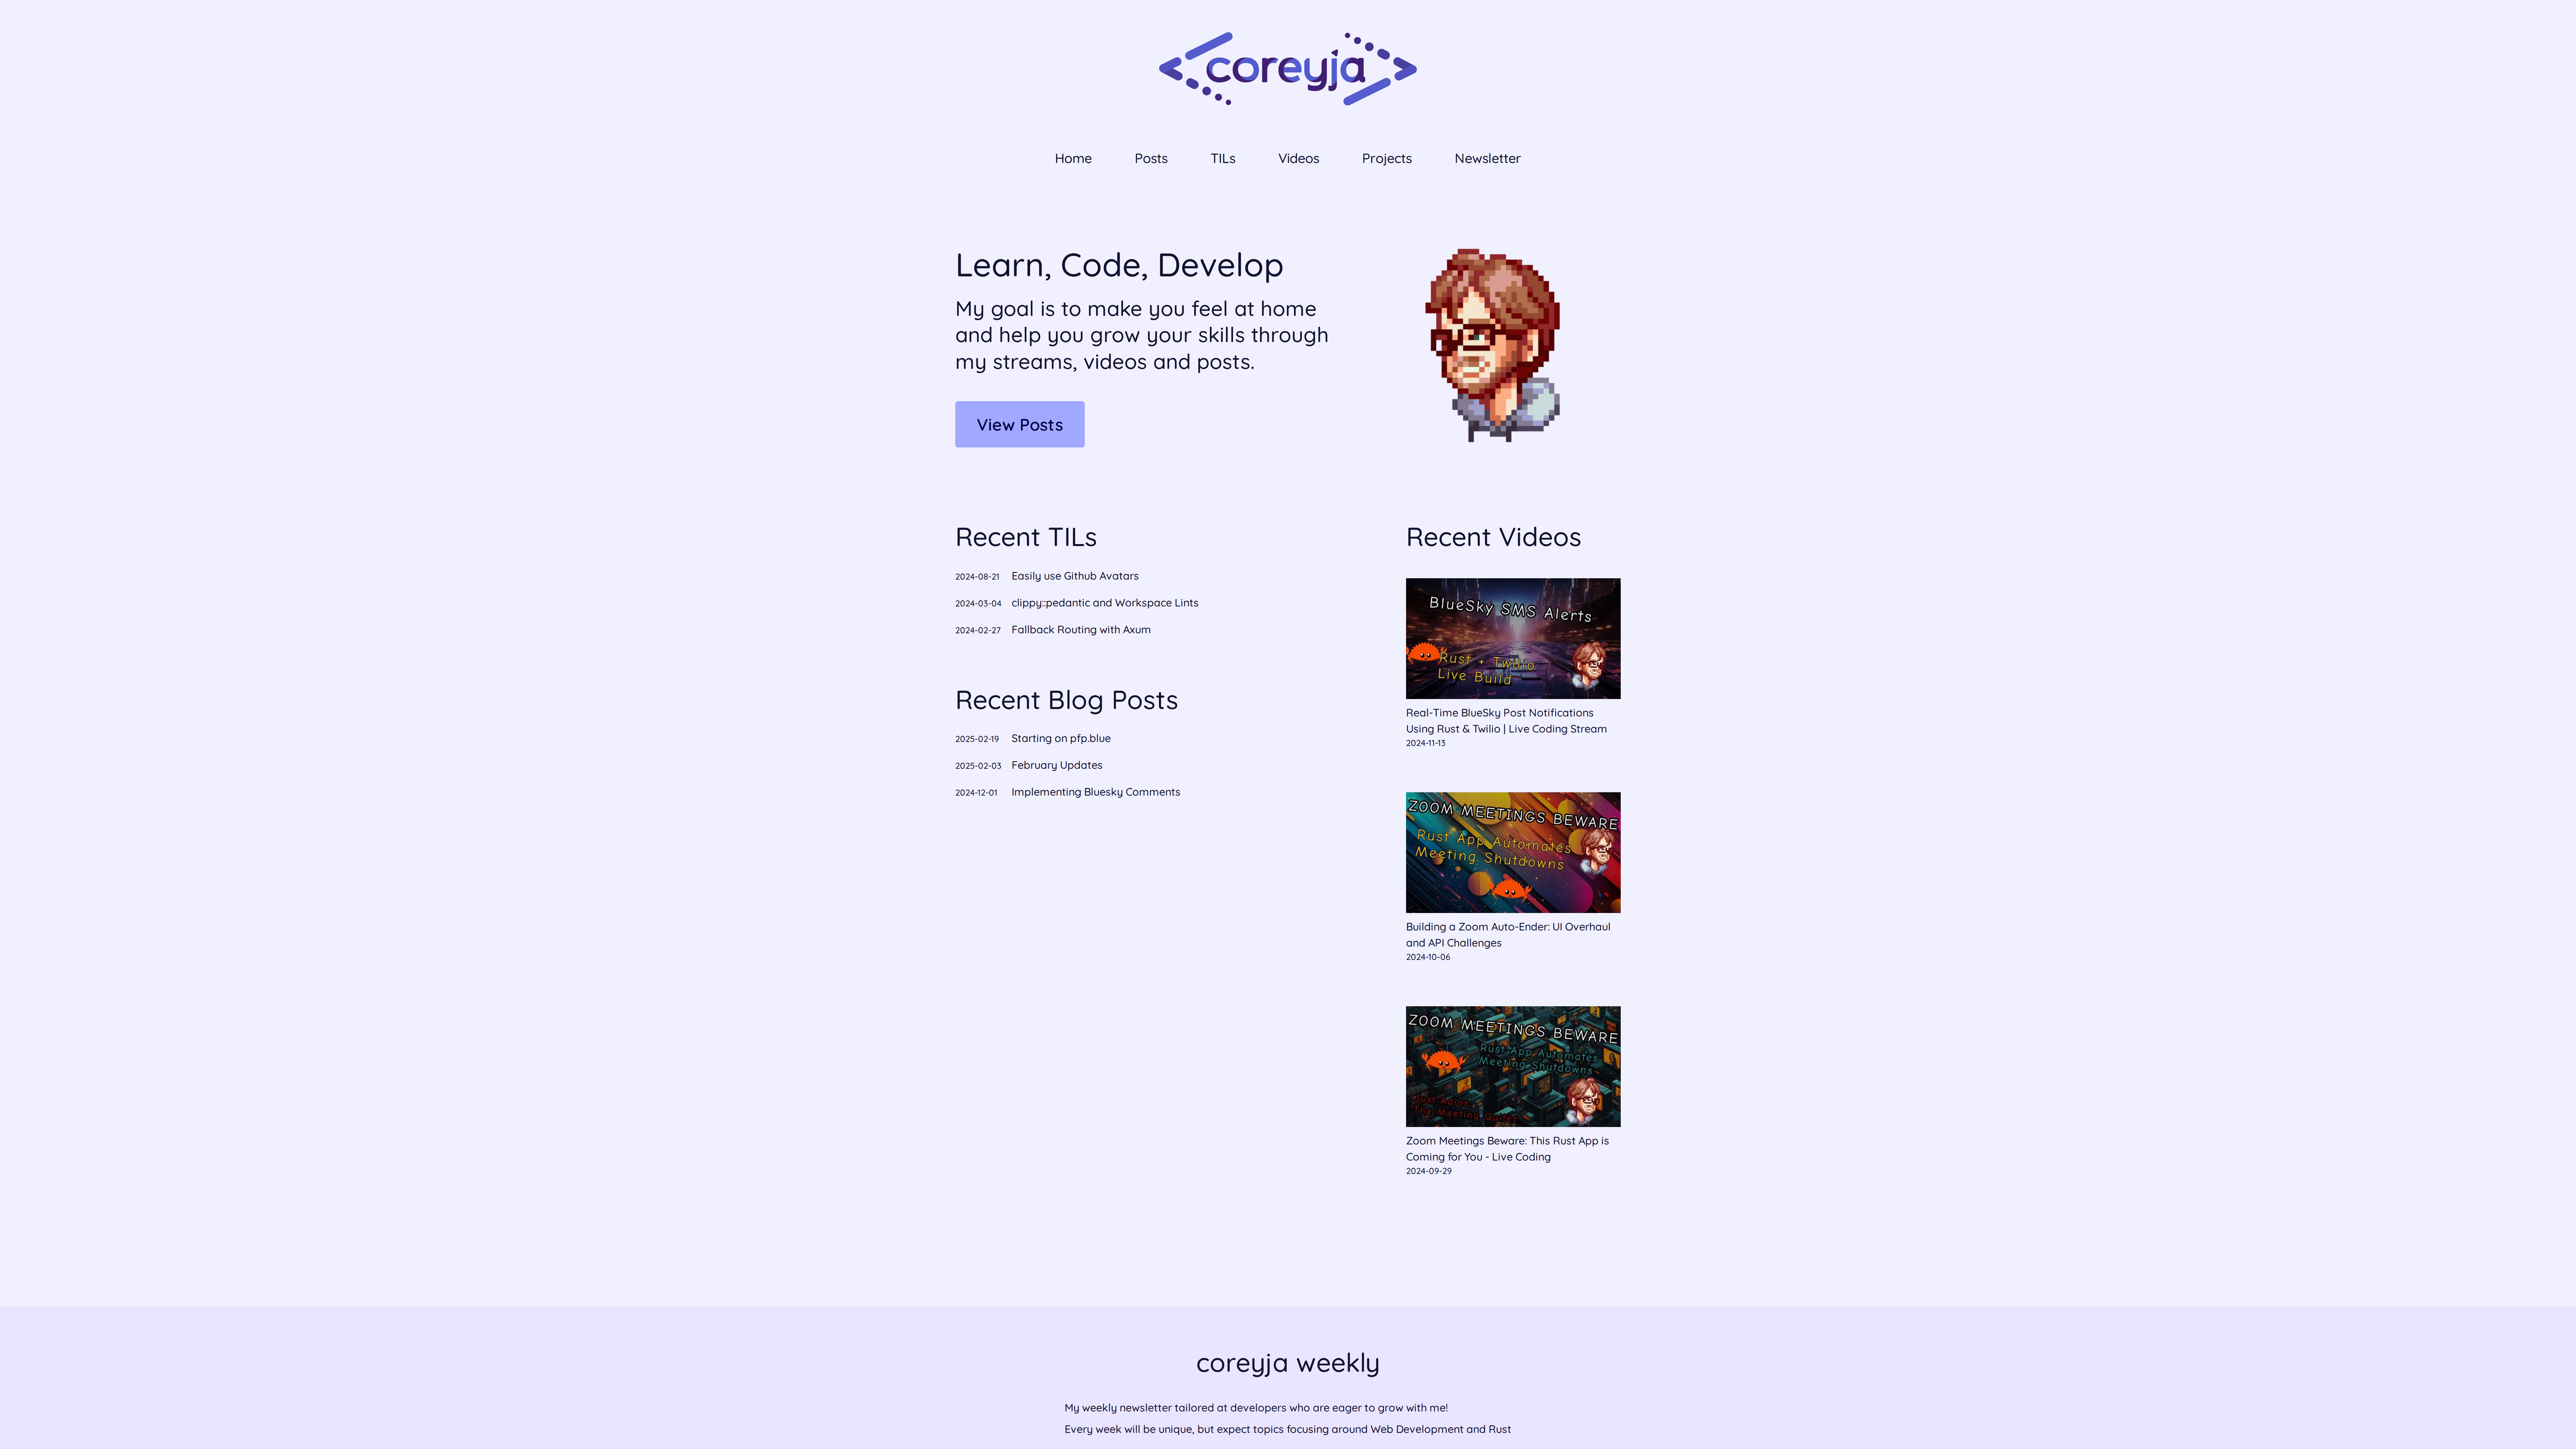 coreyja
Home Posts TILs Videos Projects Newsletter
Learn, Code, Develop
My goal is to make you feel at home
and help you grow your skills through
my streams, videos and posts.
View Posts
Recent TILs
2024-08-21 Easily use Github Avatars
2024-03-04 clippy::pedantic and Workspace Lints
2024-02-27 Fallback Routing with Axum
Recent Blog Posts
2025-02-19 Starting on pfp.blue
2025-02-03 February Updates
2024-12-01 Implementing Bluesky Comments
Recent Videos
BlueSky SMS Alerts
Rust + Twilio
Live Build
Real-Time BlueSky Post Notifications
Using Rust & Twilio | Live Coding Stream
2024-11-13
ZOOM MEETINGS BEWARE
Rust App Automates
Meeting Shutdowns
Building a Zoom Auto-Ender: UI Overhaul
and API Challenges
2024-10-06
ZOOM MEETINGS BEWARE
Rust App Automates
Meeting Shutdowns
The Meeting
Zoom Meetings Beware: This Rust App is
Coming for You - Live Coding
2024-09-29
coreyja weekly
My weekly newsletter tailored at developers who are eager to grow with me!
Every week will be unique, but expect topics focusing around Web Development and Rust